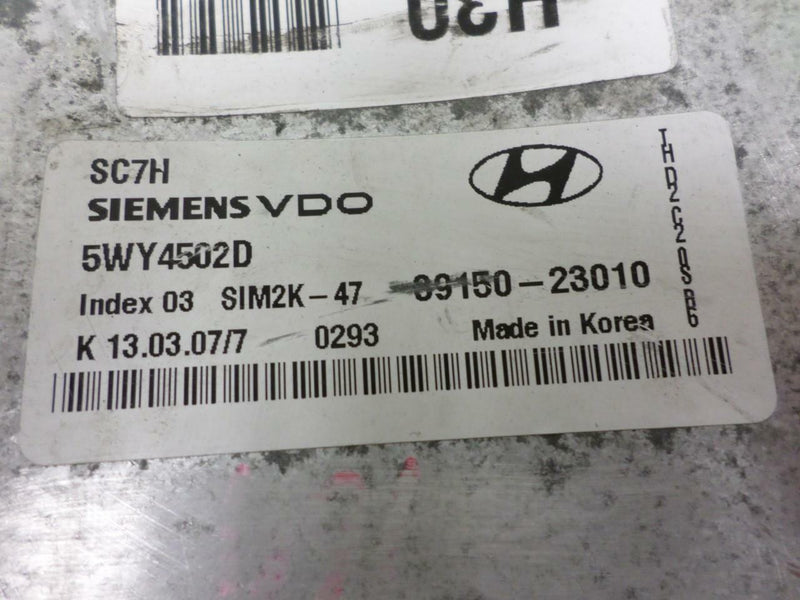 H30
SC7H
SIEMENS VDO
5WY4502D
Index 03 SIM2K-47 39150-23010
K 13.03.07/7 0293 Made in Korea